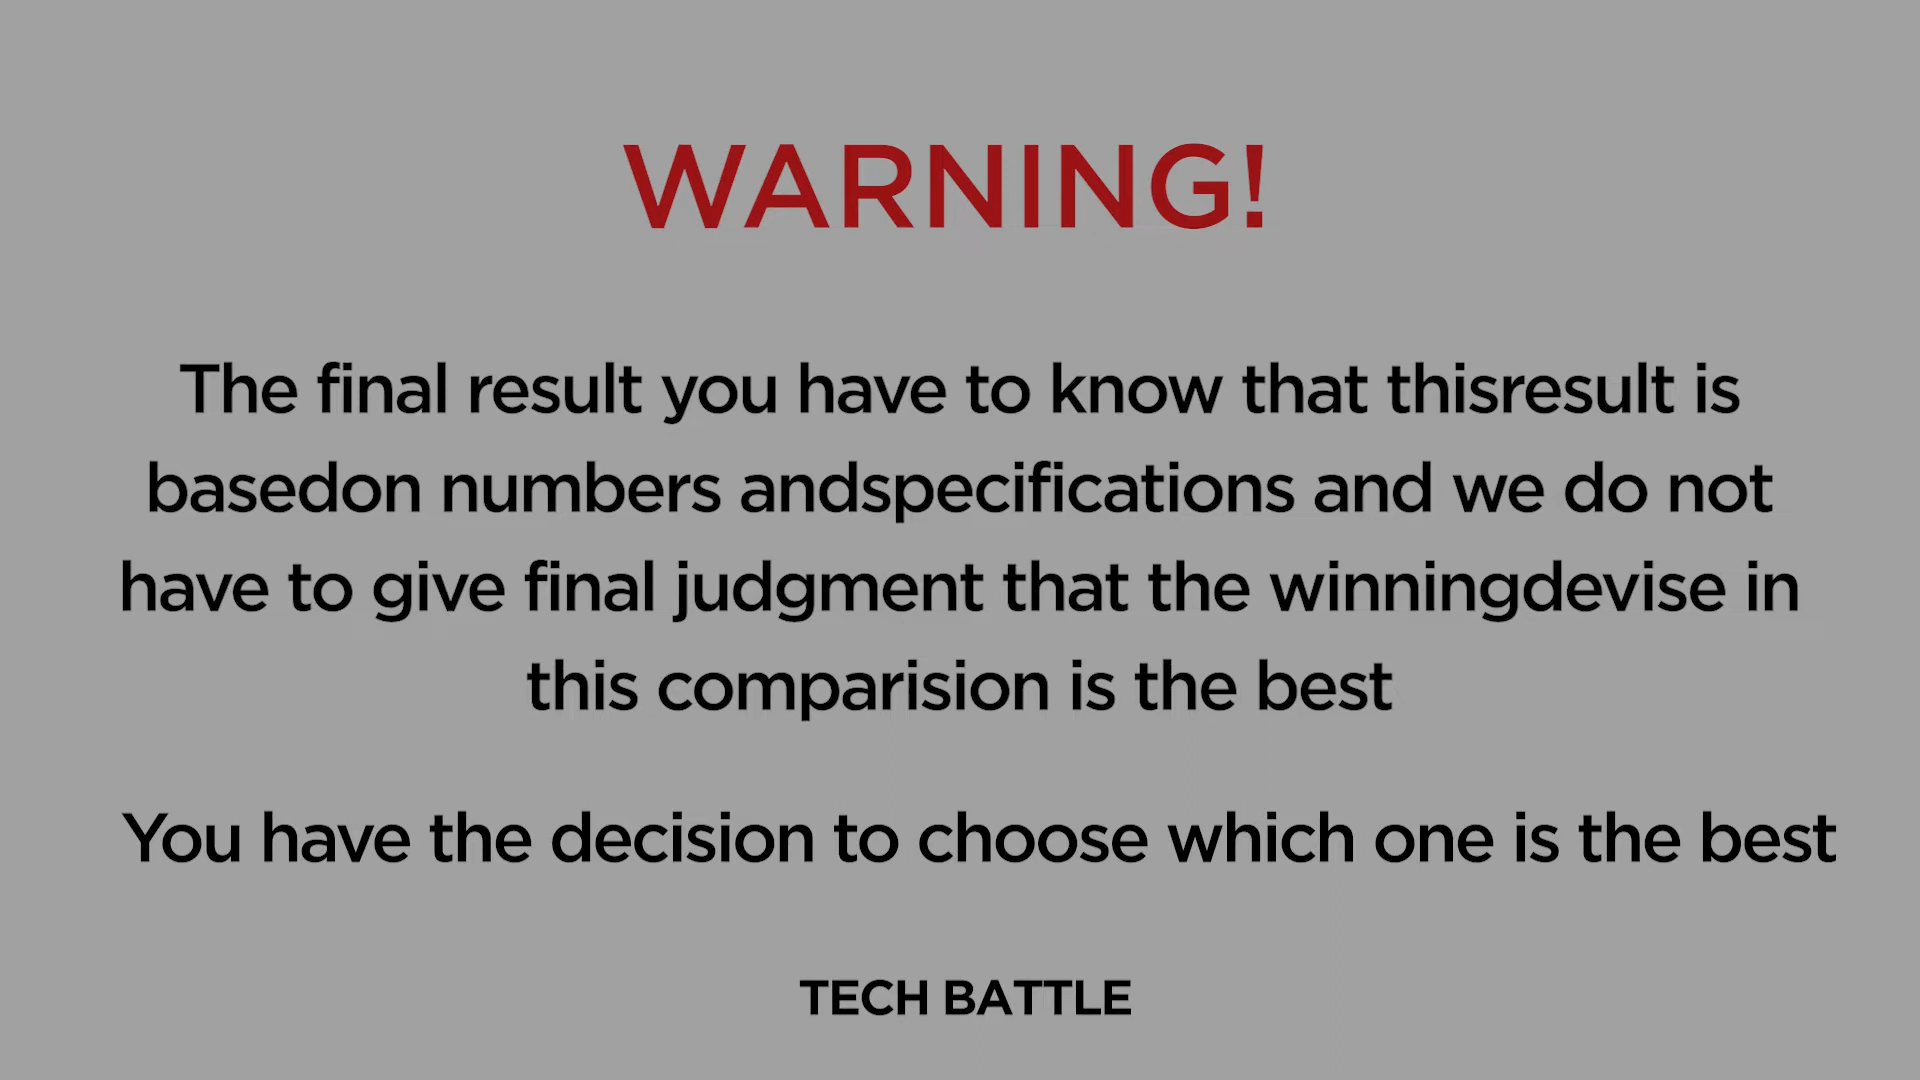 WARNING!
The final result you have to know that thisresult is
basedon numbers andspecifications and we do not
have to give final judgment that the winningdevise in
this comparision is the best
You have the decision to choose which one is the best
TECH BATTLE